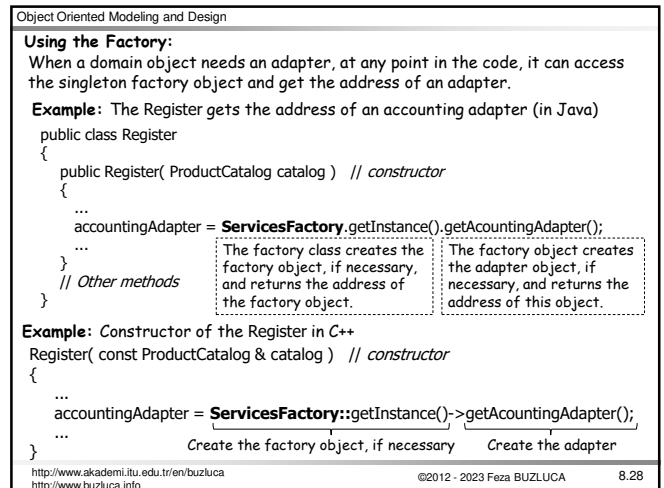 Object Oriented Modeling and Design
Using the Factory:
When a domain object needs an adapter, at any point in the code, it can access
the singleton factory object and get the address of an adapter.
Example: The Register gets the address of an accounting adapter (in Java)
public class Register
{
public Register( ProductCatalog catalog ) // constructor
{
...
accountingAdapter = ServicesFactory.getInstance().getAcountingAdapter();
...
}
// Other methods
}
The factory class creates the
factory object, if necessary,
and returns the address of
the factory object.
The factory object creates
the adapter object, if
necessary, and returns the
address of this object.
Example: Constructor of the Register in C++
Register( const ProductCatalog & catalog ) // constructor
{
...
accountingAdapter = ServicesFactory::getInstance()->getAcountingAdapter();
...
Create the factory object, if necessary Create the adapter
}
http://www.akademi.itu.edu.tr/en/buzluca
http://www.buzluca.info
©2012 - 2023 Feza BUZLUCA
8.28